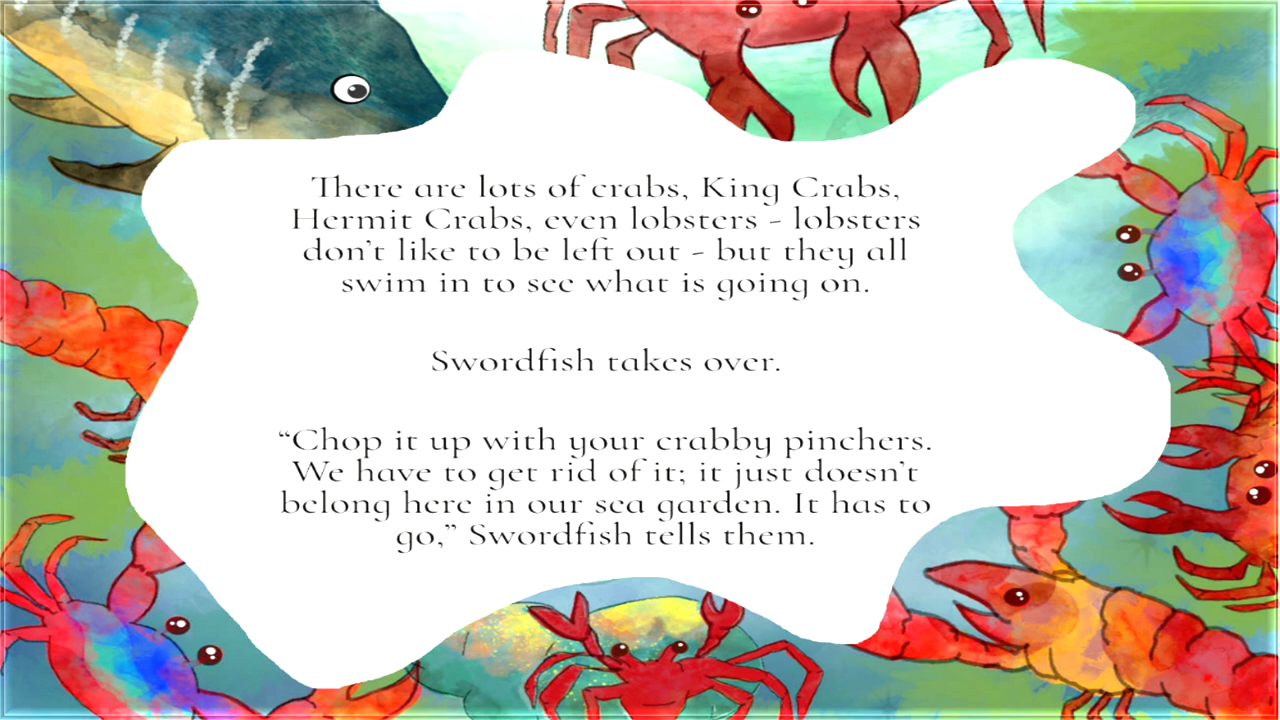 There are lots of crabs, King Crabs,
Hermit Crabs, even lobsters - lobsters
don’t like to be left out - but they all
swim in to see what is going on.
Swordfish takes over.
“Chop it up with your crabby pinchers.
We have to get rid of it; it just doesn’t
belong here in our sea garden. It has to
go,” Swordfish tells them.